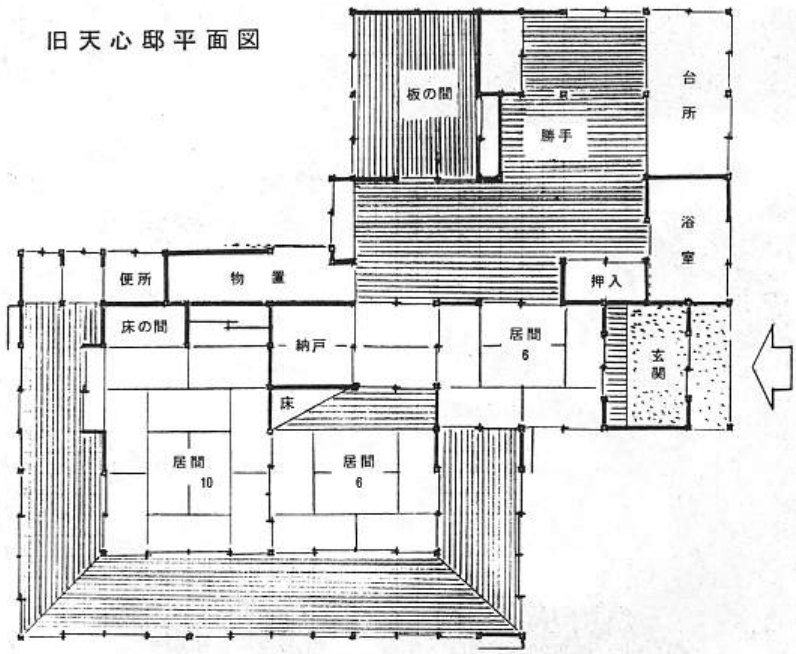 旧天心邸平面図
台所
板の間
勝手
浴室
便所
物置
押入
床の間
納戸
居間
6
玄関
床
居間
10
居間
6